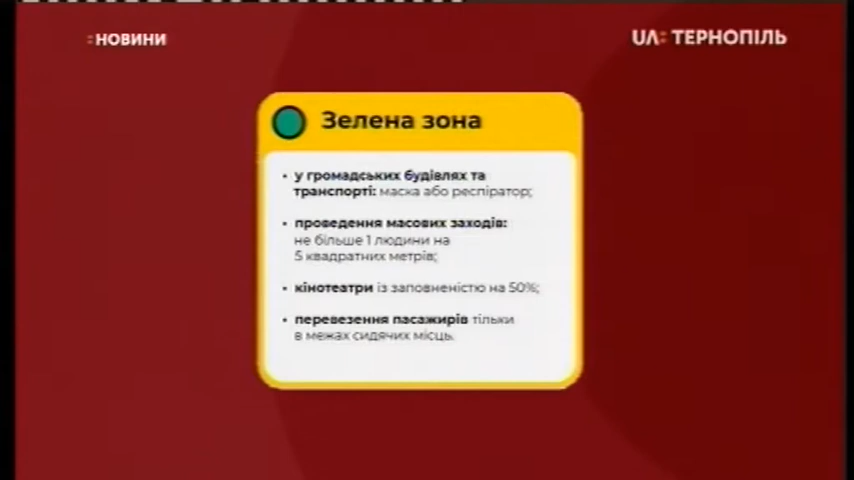 :НОВИНИ
UA: ТЕРНОПІЛЬ
Зелена зона
• у громадських будівлях та
транспорті: маска або респіратор;
• проведення масових заходів:
не більше 1 людини на
5 квадратних метрів;
• кінотеатри із заповненістю на 50%;
• перевезення пасажирів тільки
в межах сидячих місць.